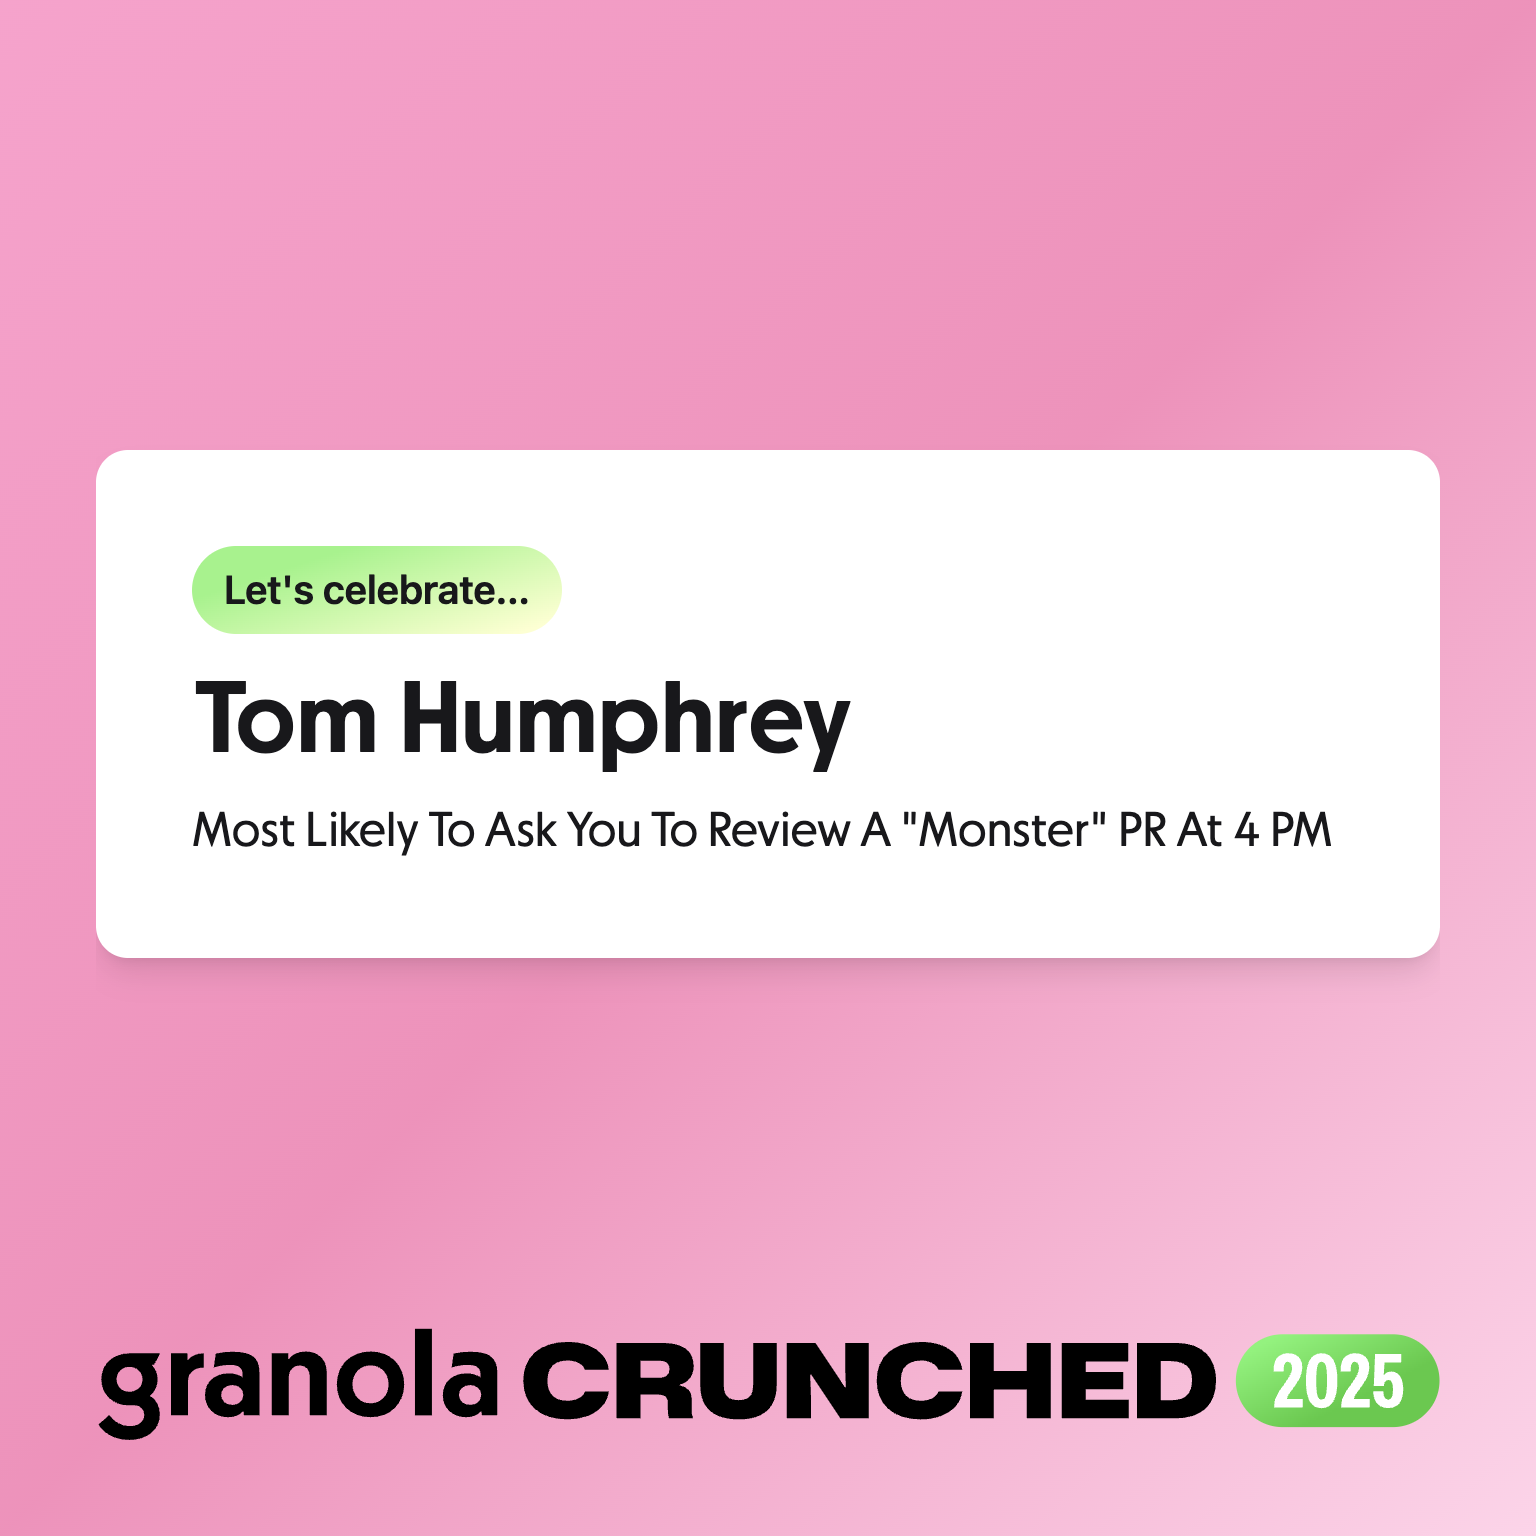 Let's celebrate...
Tom Humphrey
Most Likely To Ask You To Review A "Monster" PR At 4 PM
granola CRUNCHED 2025